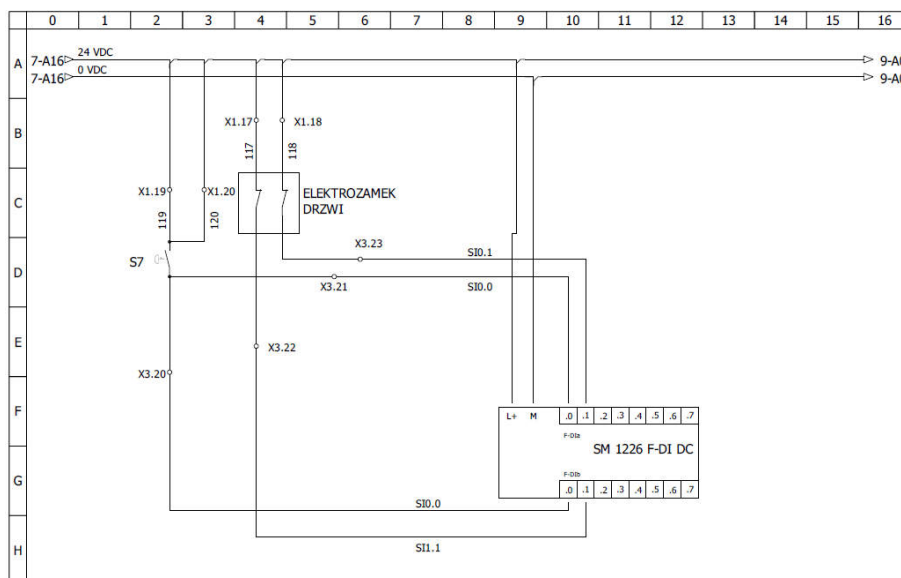 0 1 2 3 4 5 6 7 8 9 10 11 12 13 14 15 16
A 7-A16 24 VDC 9-A0
7-A16 0 VDC 9-A0
B X1.17 X1.18
117 118
C X1.19 X1.20 ELEKTROZAMEK
DRZWI
119 120
X3.23
D S7 SI0.1
X3.21 SI0.0
E X3.22
X3.20
F L+ M .0 .1 .2 .3 .4 .5 .6 .7
F-DIa
SM 1226 F-DI DC
F-DIb
G .0 .1 .2 .3 .4 .5 .6 .7
SI0.0
H SI1.1